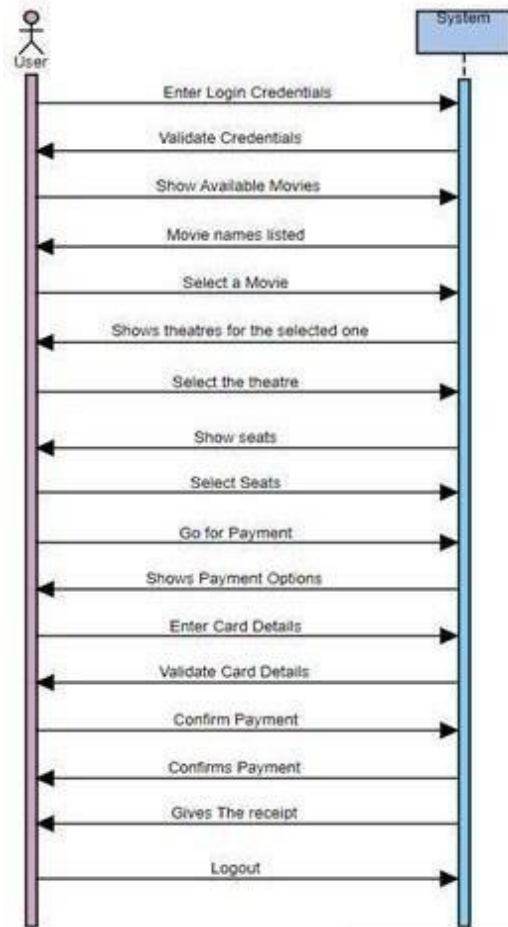 System
User
Enter Login Credentials
Validate Credentials
Show Available Movies
Movie names listed
Select a Movie
Shows theatres for the selected one
Select the theatre
Show seats
Select Seats
Go for Payment
Shows Payment Options
Enter Card Details
Validate Card Details
Confirm Payment
Confirms Payment
Gives The receipt
Logout